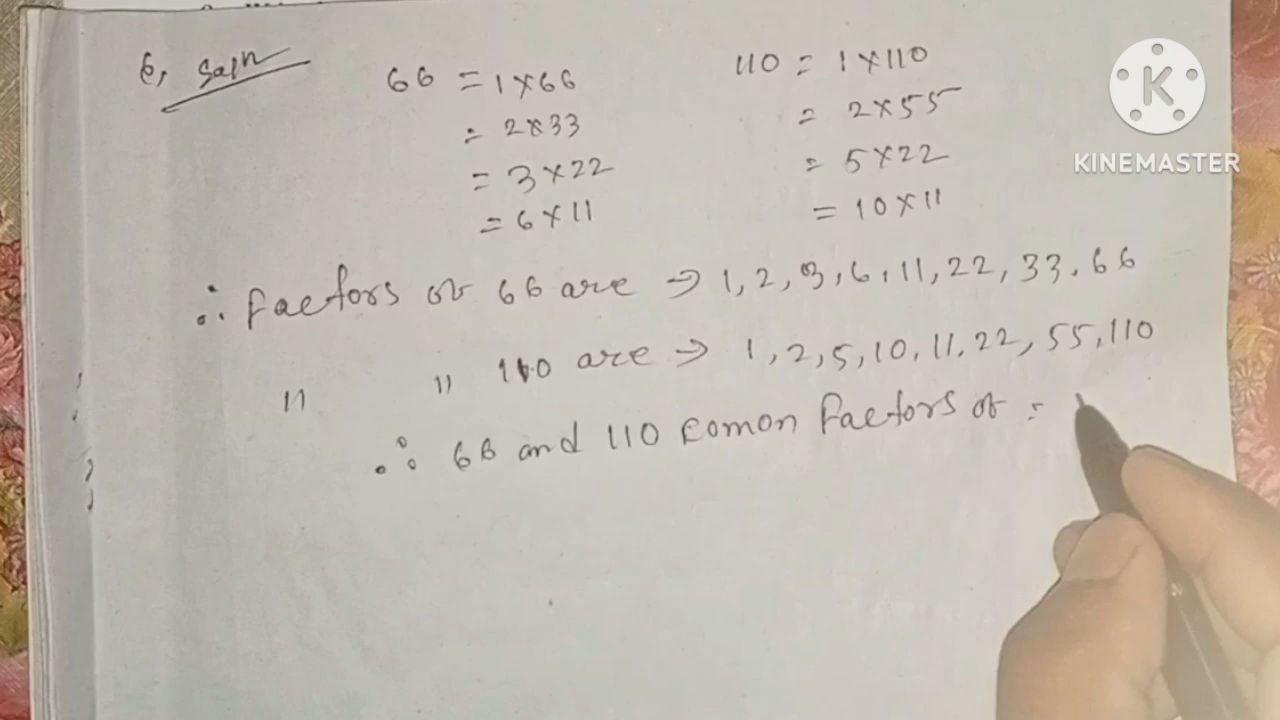 6, Soln
66 = 1×66
= 2×33
= 3×22
= 6×11
110 = 1×110
= 2×55
= 5×22
= 10×11
∴ Factors of 66 are → 1, 2, 3, 6, 11, 22, 33, 66
" " 110 are → 1, 2, 5, 10, 11, 22, 55, 110
∴ 66 and 110 comon factors of =
K
KINEMASTER